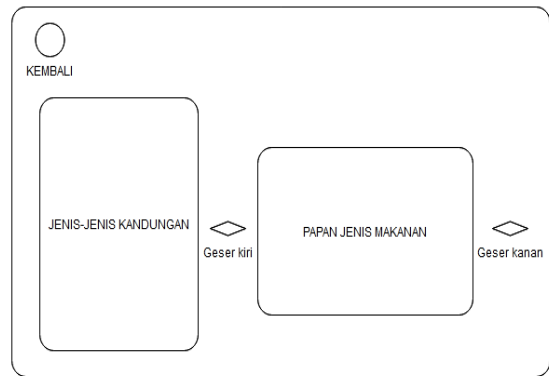 KEMBALI
JENIS-JENIS KANDUNGAN
Geser kiri
PAPAN JENIS MAKANAN
Geser kanan